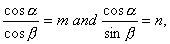 cos α / cos β = m and cos α / sin β = n,